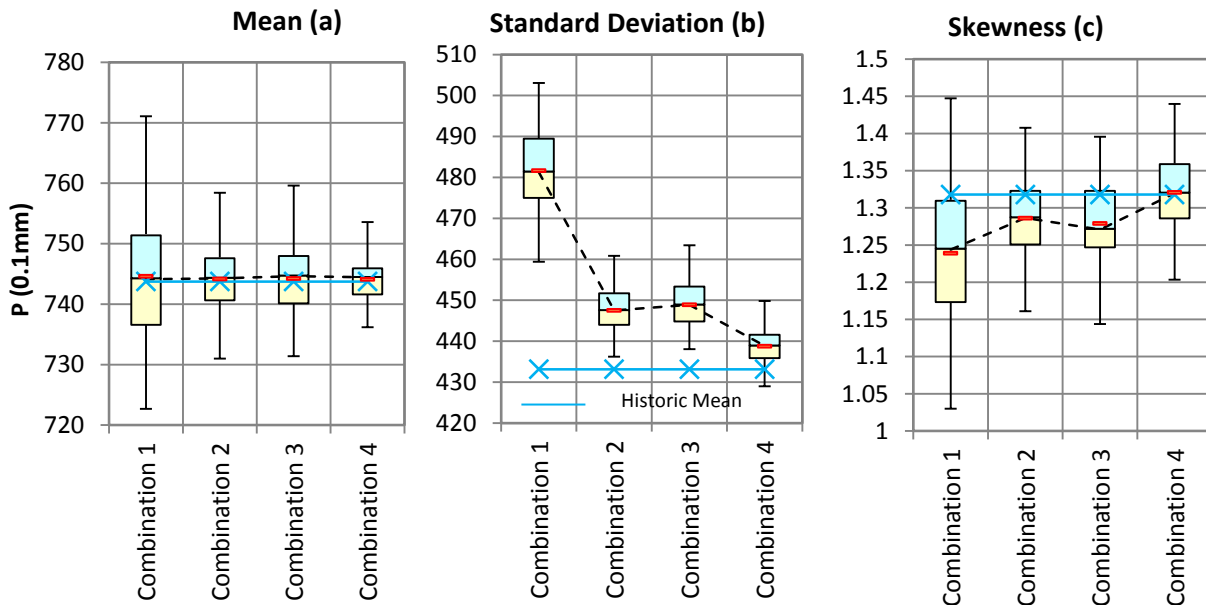 Mean (a)
P (0.1mm)
780
770
760
750
740
730
720
Combination 1
Combination 2
Combination 3
Combination 4
Standard Deviation (b)
510
500
490
480
470
460
450
440
430
420
Historic Mean
Combination 1
Combination 2
Combination 3
Combination 4
Skewness (c)
1.5
1.45
1.4
1.35
1.3
1.25
1.2
1.15
1.1
1.05
1
Combination 1
Combination 2
Combination 3
Combination 4